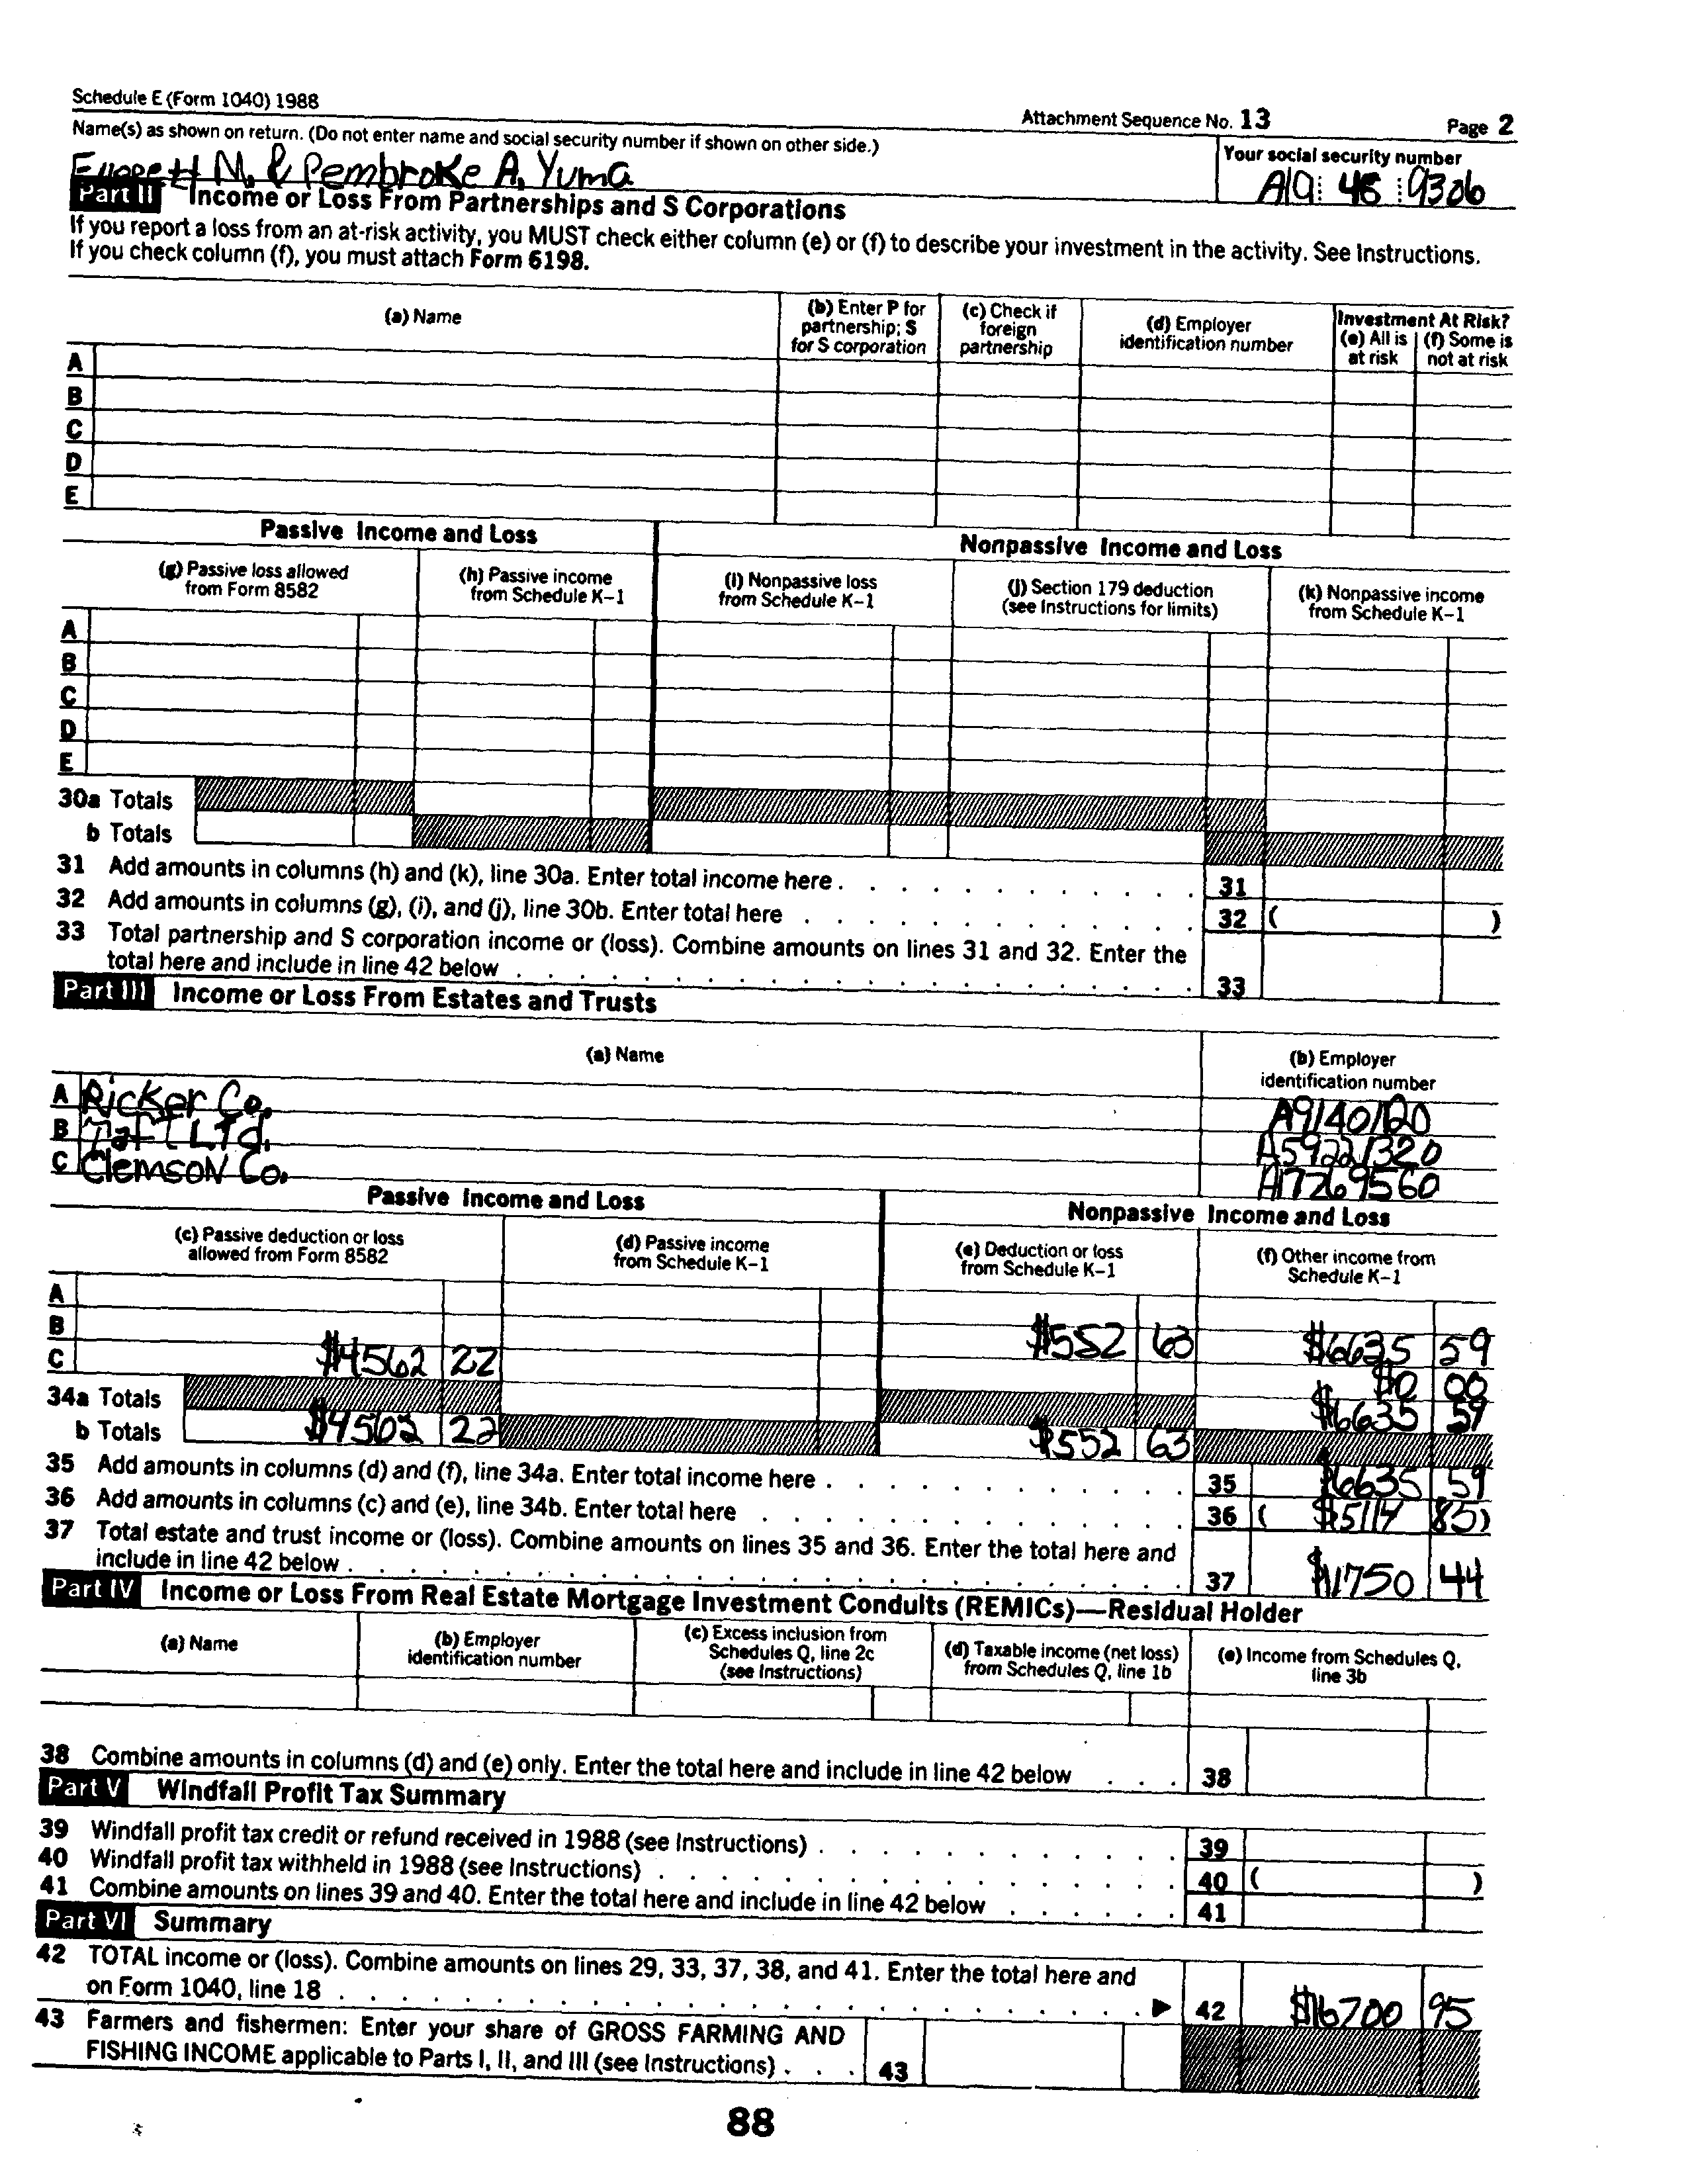 Schedule E (Form 1040) 1988
Attachment Sequence No. 13 Page 2
Name(s) as shown on return. (Do not enter name and social security number if shown on other side.)
Your social security number
M. & Pembroke A. Yuma
A19 48 9306
Part II Income or Loss From Partnerships and S Corporations
If you report a loss from an at-risk activity, you MUST check either column (e) or (f) to describe your investment in the activity. See Instructions.
If you check column (f), you must attach Form 6198.
(a) Name
(b) Enter P for partnership; S for S corporation
(c) Check if foreign partnership
(d) Employer identification number
Investment At Risk?
(e) All is at risk
(f) Some is not at risk
A
B
C
D
E
Passive Income and Loss
Nonpassive Income and Loss
(g) Passive loss allowed from Form 8582
(h) Passive income from Schedule K–1
(i) Nonpassive loss from Schedule K–1
(j) Section 179 deduction (see Instructions for limits)
(k) Nonpassive income from Schedule K–1
A
B
C
D
E
30a Totals
b Totals
31 Add amounts in columns (h) and (k), line 30a. Enter total income here . . . . . . . . . . . . 31
32 Add amounts in columns (g), (i), and (j), line 30b. Enter total here . . . . . . . . . . . . . 32 ( )
33 Total partnership and S corporation income or (loss). Combine amounts on lines 31 and 32. Enter the
total here and include in line 42 below . . . . . . . . . . . . . . . . . . . . . . 33
Part III Income or Loss From Estates and Trusts
(a) Name
(b) Employer identification number
A Ricker Co. A9140120
B Taft LTd. A59221320
C Clemson Co. A17269560
Passive Income and Loss
Nonpassive Income and Loss
(c) Passive deduction or loss allowed from Form 8582
(d) Passive income from Schedule K–1
(e) Deduction or loss from Schedule K–1
(f) Other income from Schedule K–1
A
B $552 63 $6635 59
C $4562 22 $0 00
34a Totals $6635 59
b Totals $4562 22 $552 63
35 Add amounts in columns (d) and (f), line 34a. Enter total income here . . . . . . . . . . . . 35 $6635 59
36 Add amounts in columns (c) and (e), line 34b. Enter total here . . . . . . . . . . . . . . 36 ( $5114 85)
37 Total estate and trust income or (loss). Combine amounts on lines 35 and 36. Enter the total here and
include in line 42 below . . . . . . . . . . . . . . . . . . . . . . . . . . 37 $11750 44
Part IV Income or Loss From Real Estate Mortgage Investment Conduits (REMICs)—Residual Holder
(a) Name
(b) Employer identification number
(c) Excess inclusion from Schedules Q, line 2c (see Instructions)
(d) Taxable income (net loss) from Schedules Q, line 1b
(e) Income from Schedules Q, line 3b
38 Combine amounts in columns (d) and (e) only. Enter the total here and include in line 42 below . . . 38
Part V Windfall Profit Tax Summary
39 Windfall profit tax credit or refund received in 1988 (see Instructions) . . . . . . . . . . . . 39
40 Windfall profit tax withheld in 1988 (see Instructions) . . . . . . . . . . . . . . . . . 40 ( )
41 Combine amounts on lines 39 and 40. Enter the total here and include in line 42 below . . . . . . 41
Part VI Summary
42 TOTAL income or (loss). Combine amounts on lines 29, 33, 37, 38, and 41. Enter the total here and
on Form 1040, line 18 . . . . . . . . . . . . . . . . . . . . . . . . . ▶ 42 $16700 95
43 Farmers and fishermen: Enter your share of GROSS FARMING AND
FISHING INCOME applicable to Parts I, II, and III (see Instructions) . . . 43
88